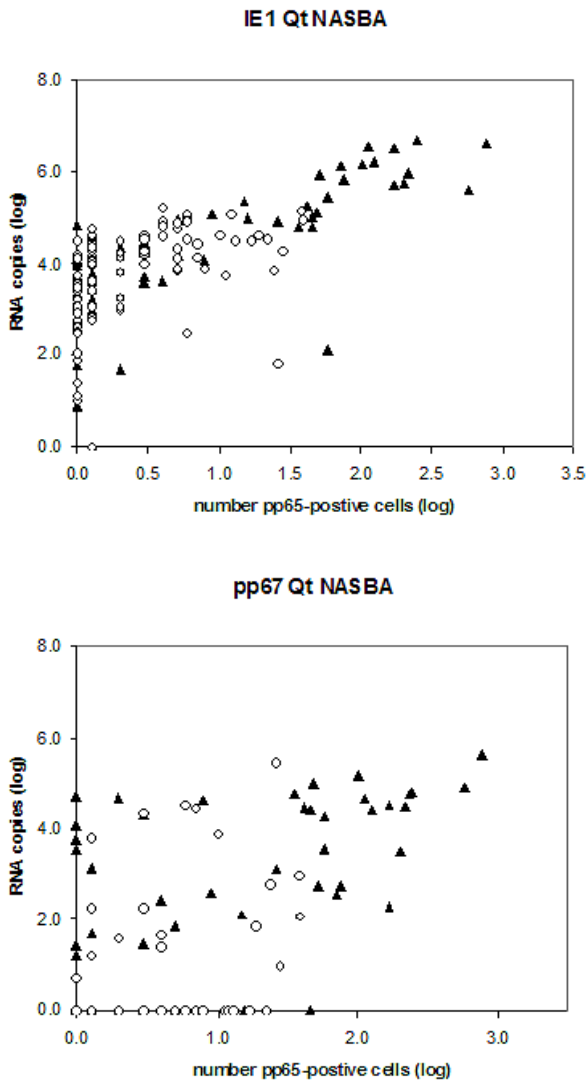 IE1 Qt NASBA
8.0
6.0
4.0
2.0
0.0
RNA copies (log)
0.0 0.5 1.0 1.5 2.0 2.5 3.0 3.5
number pp65-postive cells (log)
pp67 Qt NASBA
8.0
6.0
4.0
2.0
0.0
RNA copies (log)
0.0 1.0 2.0 3.0
number pp65-postive cells (log)